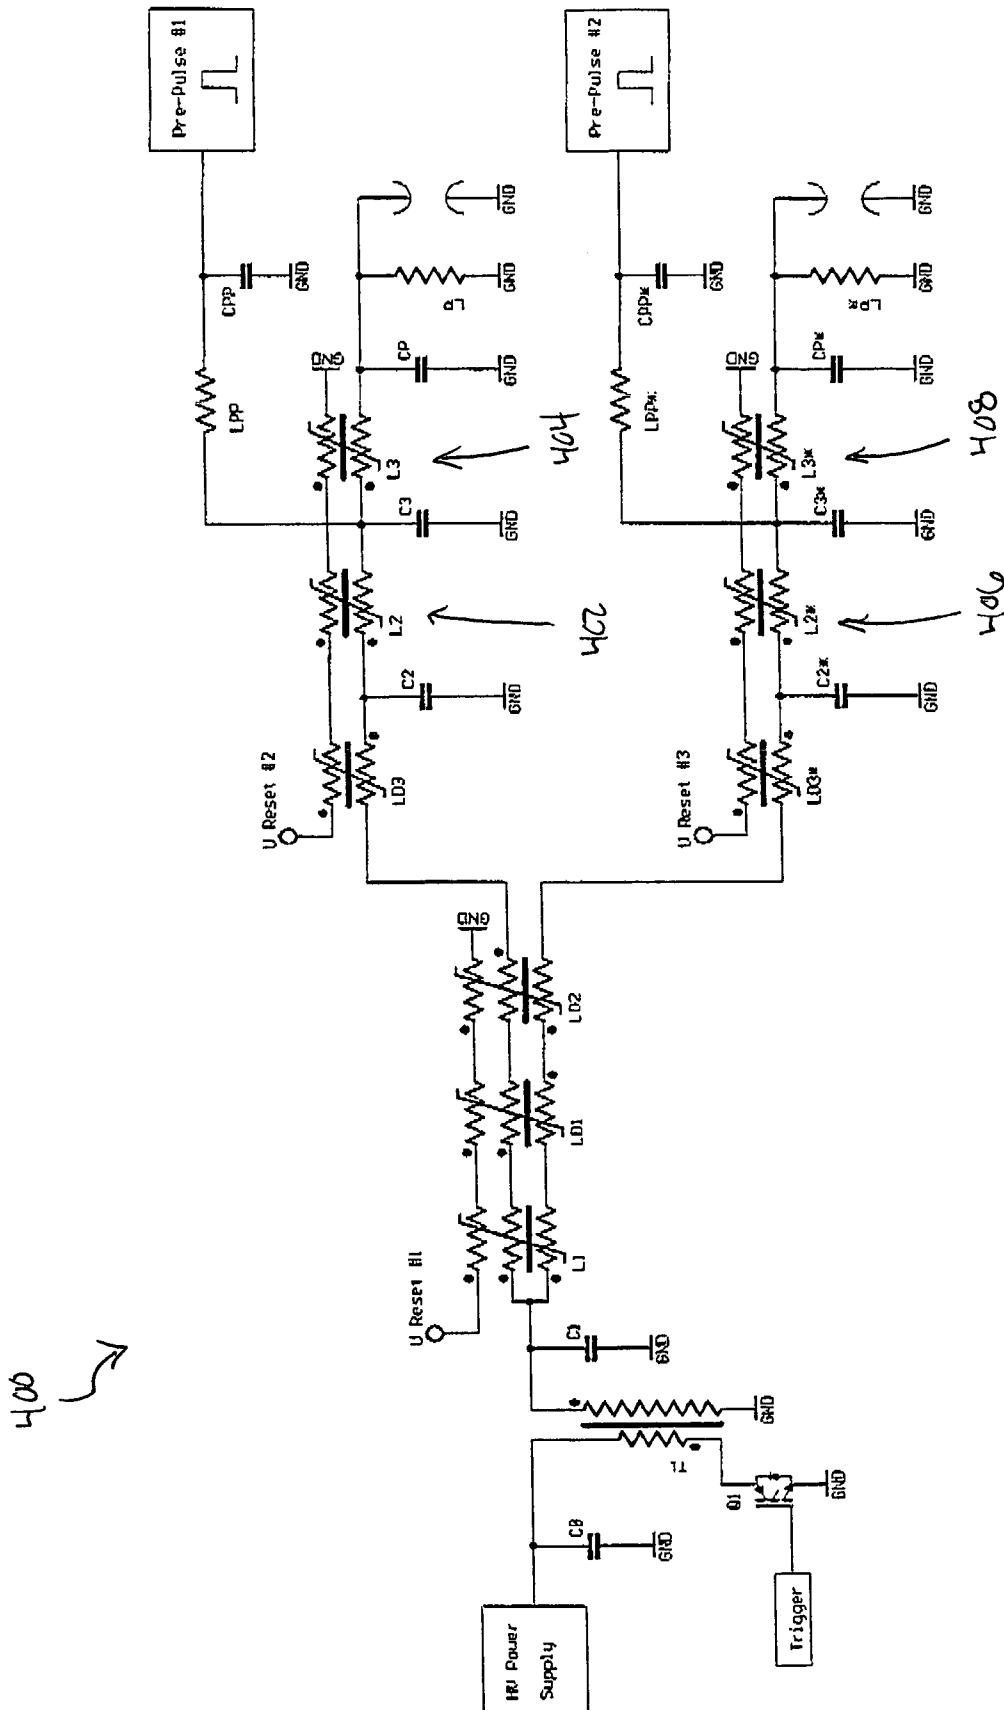 400
HV Power
Supply
C0
GND
Trigger
Q1
GND
T1
GND
C1
GND
U Reset #1
L1
LD1
LD2
GND
U Reset #2
LD3
C2
GND
L2
402
C3
GND
L3
404
GND
LPP
CPP
GND
Pre-Pulse #1
CP
GND
LP
GND
GND
U Reset #3
LD3*
C2*
GND
L2*
406
C3*
GND
L3*
408
GND
LPP*
CPP*
GND
Pre-Pulse #2
CP*
GND
LP*
GND
GND